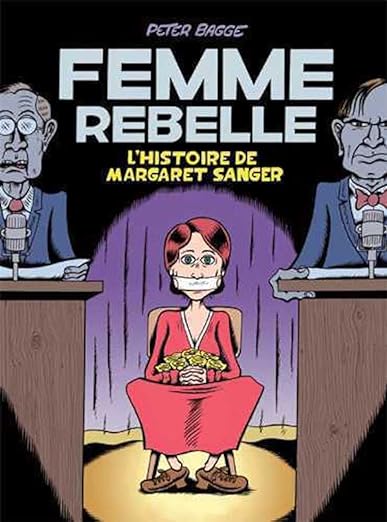 PETER BAGGE
FEMME
REBELLE
L'HISTOIRE DE
MARGARET SANGER